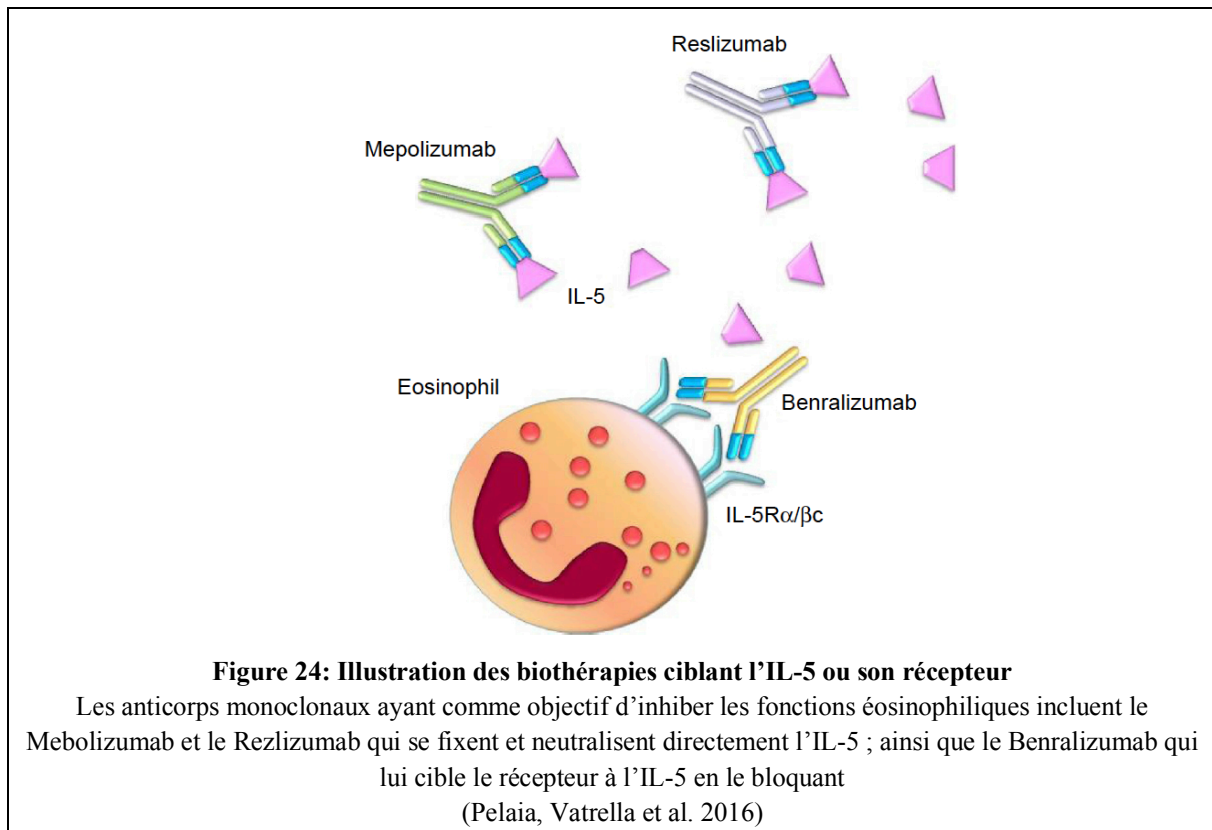 Reslizumab
Mepolizumab
IL-5
Eosinophil
Benralizumab
IL-5Rα/βc
Figure 24: Illustration des biothérapies ciblant l’IL-5 ou son récepteur
Les anticorps monoclonaux ayant comme objectif d’inhiber les fonctions éosinophiliques incluent le
Mebolizumab et le Rezlizumab qui se fixent et neutralisent directement l’IL-5 ; ainsi que le Benralizumab qui
lui cible le récepteur à l’IL-5 en le bloquant
(Pelaia, Vatrella et al. 2016)